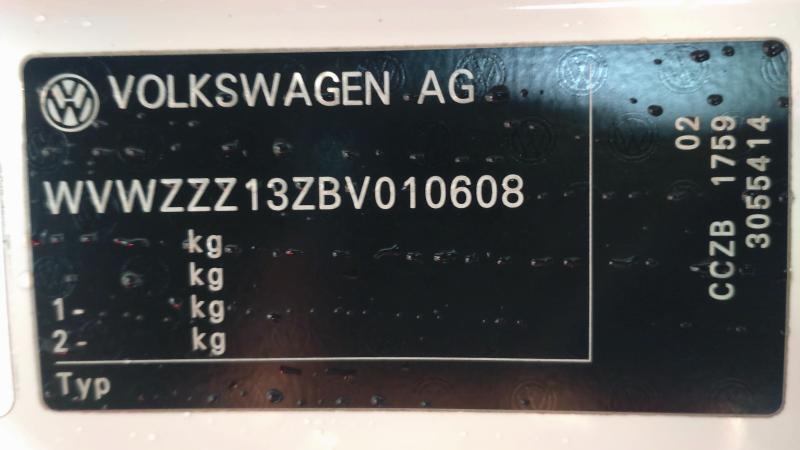 VOLKSWAGEN AG
WVWZZZ13ZBV010608
kg
kg
1- kg
2- kg
Typ
02
CCZB 1759
3055414